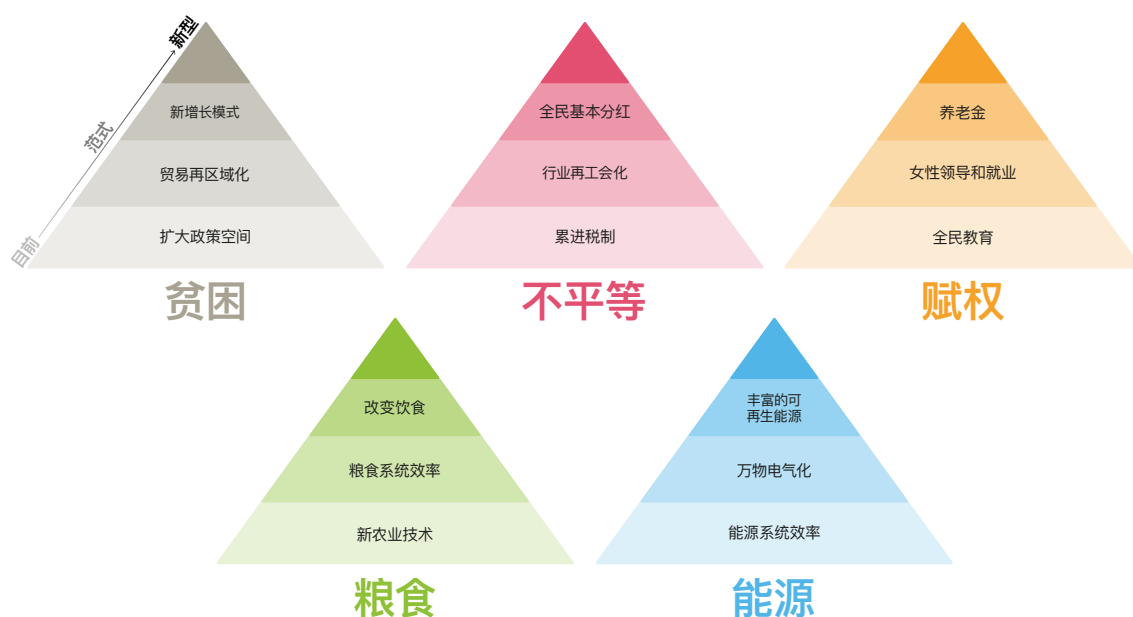 新型
范式
目前
新增长模式
贸易再区域化
扩大政策空间
贫困
全民基本分红
行业再工会化
累进税制
不平等
养老金
女性领导和就业
全民教育
赋权
改变饮食
粮食系统效率
新农业技术
粮食
丰富的可
再生能源
万物电气化
能源系统效率
能源